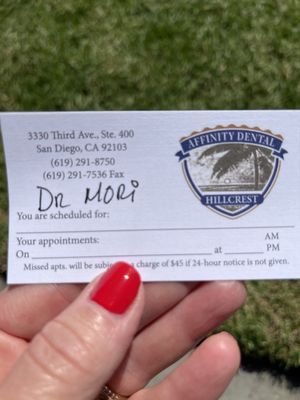 3330 Third Ave., Ste. 400
San Diego, CA 92103
(619) 291-8750
(619) 291-7536 Fax
DR MORI
AFFINITY DENTAL
HILLCREST
You are scheduled for:
Your appointments:
AM
On at PM
Missed apts. will be subject charge of $45 if 24-hour notice is not given.